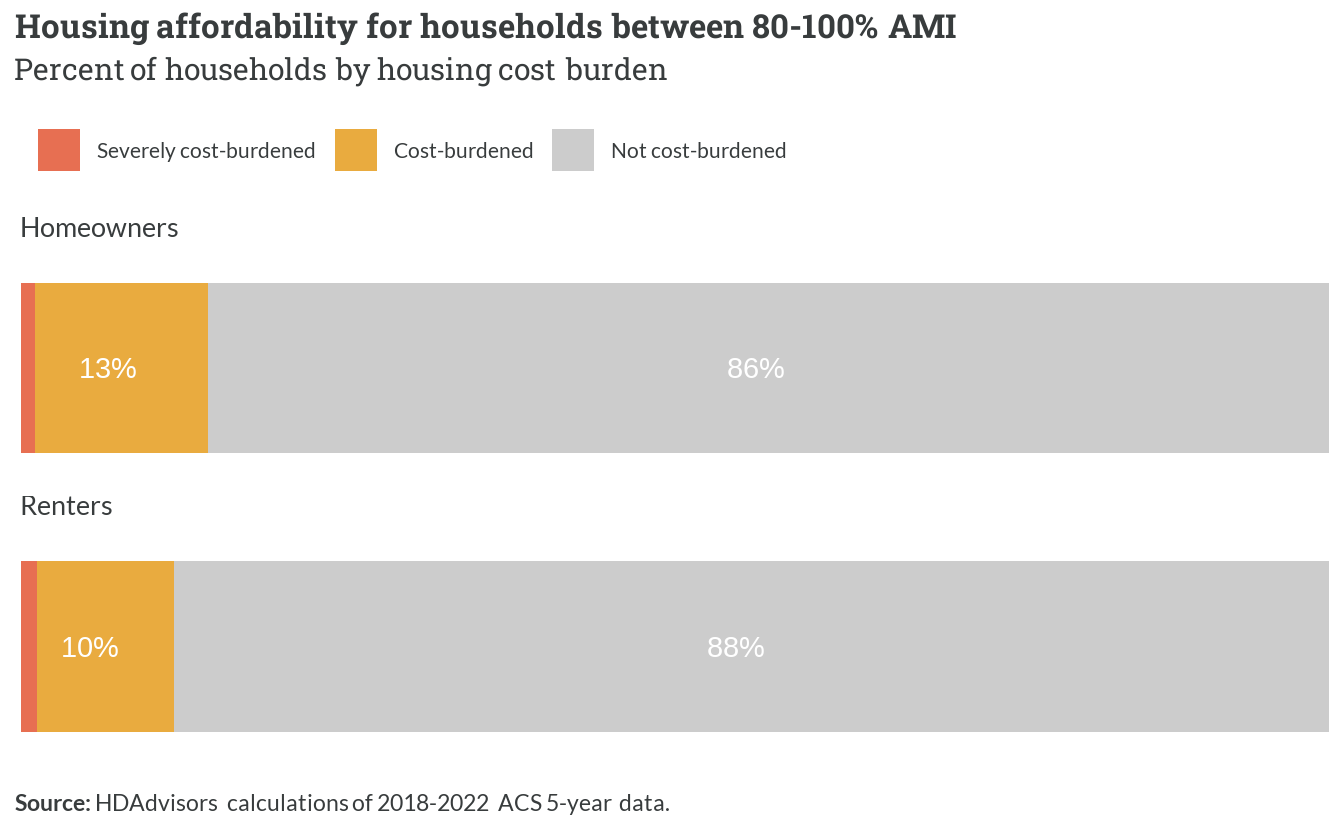 Housing affordability for households between 80-100% AMI
Percent of households by housing cost burden
Severely cost-burdened Cost-burdened Not cost-burdened
Homeowners
13% 86%
Renters
10% 88%
Source: HDAdvisors calculations of 2018-2022 ACS 5-year data.